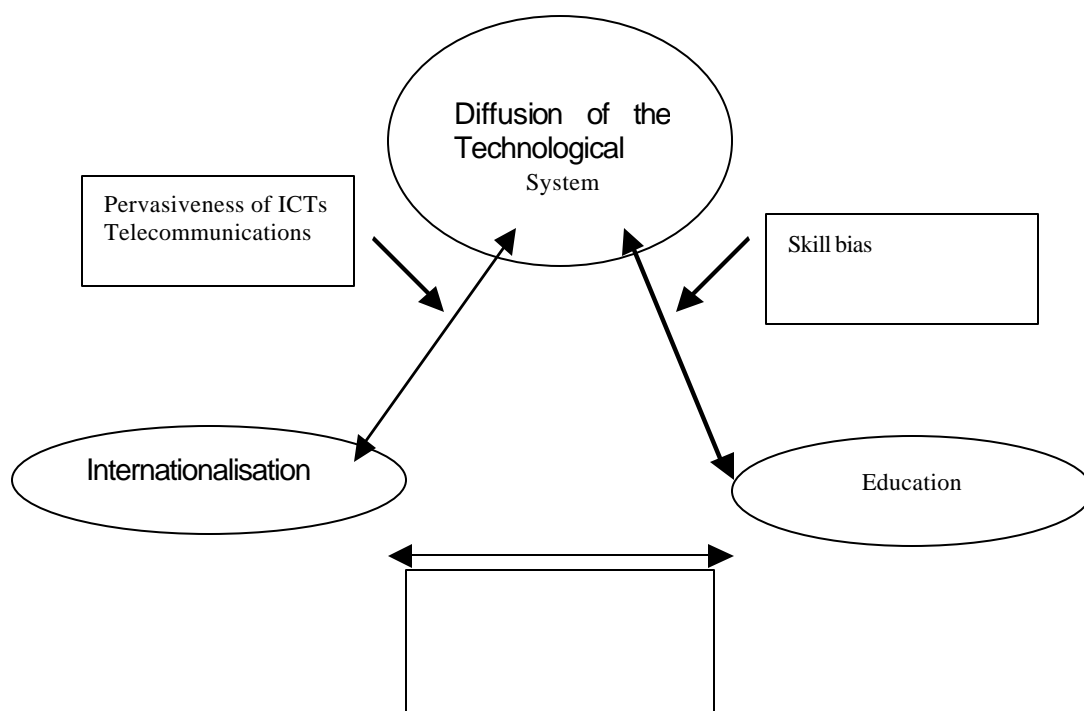 Diffusion of the
Technological
System
Pervasiveness of ICTs
Telecommunications
Skill bias
Internationalisation
Education